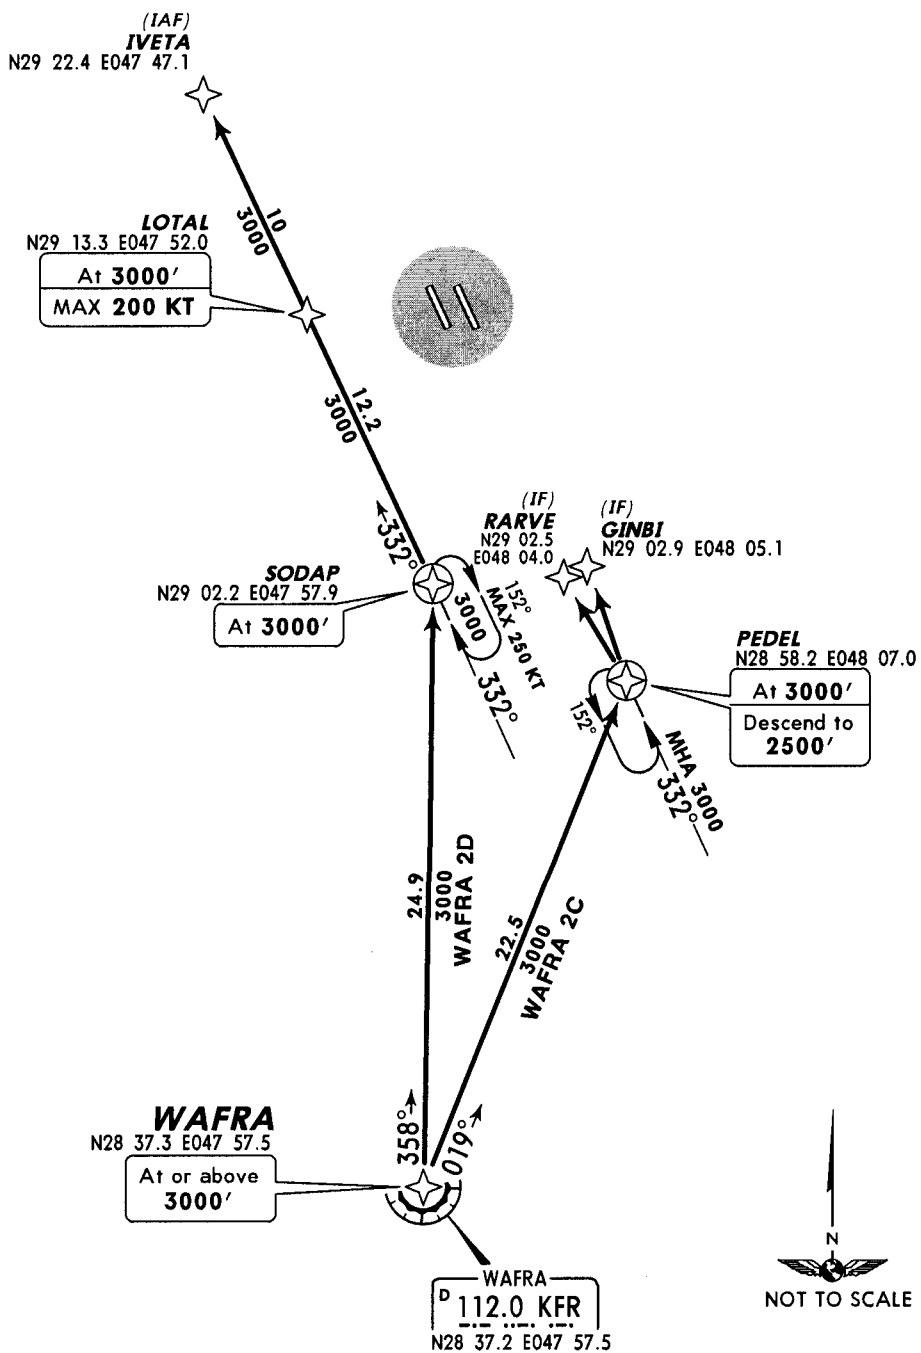 (IAF)
IVETA
N29 22.4 E047 47.1
10
3000
LOTAL
N29 13.3 E047 52.0
At 3000'
MAX 200 KT
12.2
3000
332°
(IF)
RARVE
N29 02.5
E048 04.0
(IF)
GINBI
N29 02.9 E048 05.1
SODAP
N29 02.2 E047 57.9
At 3000'
3000
152°
MAX 250 KT
332°
PEDEL
N28 58.2 E048 07.0
At 3000'
Descend to
2500'
152°
MHA 3000
332°
24.9
3000
WAFRA 2D
22.5
3000
WAFRA 2C
358°
019°
WAFRA
N28 37.3 E047 57.5
At or above
3000'
WAFRA
D 112.0 KFR
N28 37.2 E047 57.5
N
NOT TO SCALE